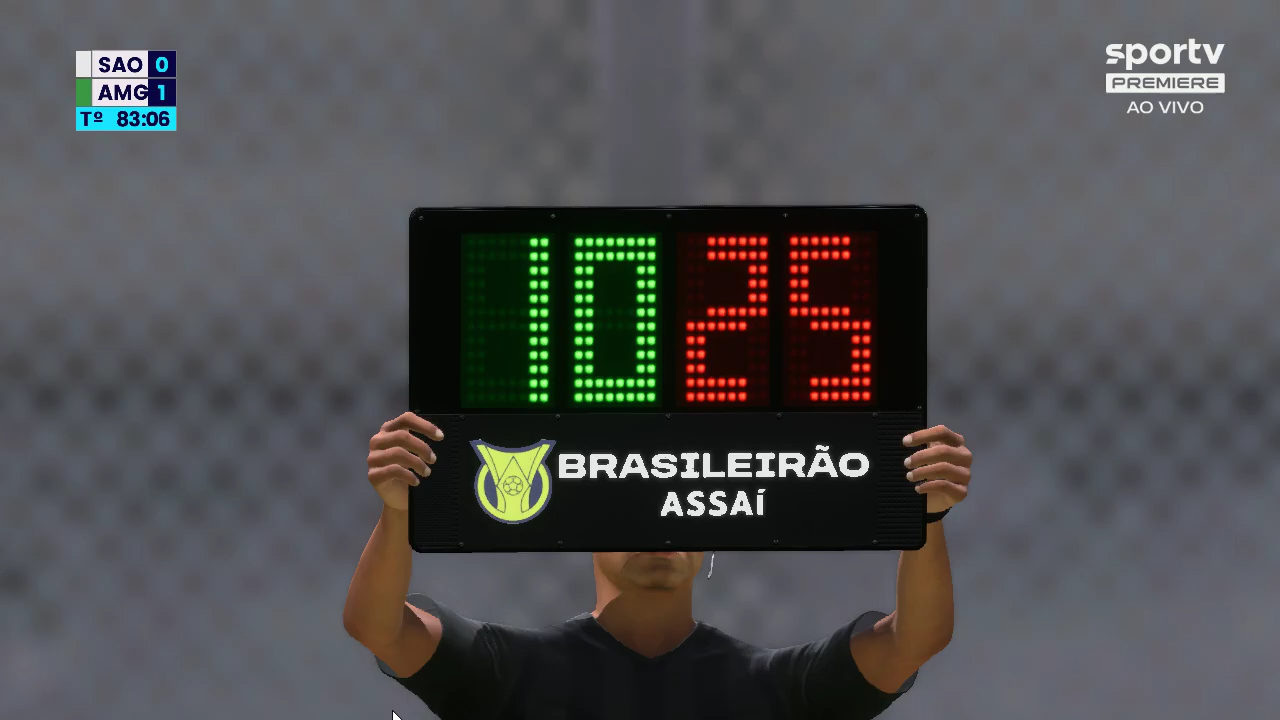 SAO 0
AMG 1
Tº 83:06
sportv
PREMIERE
AO VIVO
10 25
BRASILEIRÃO
ASSAÍ